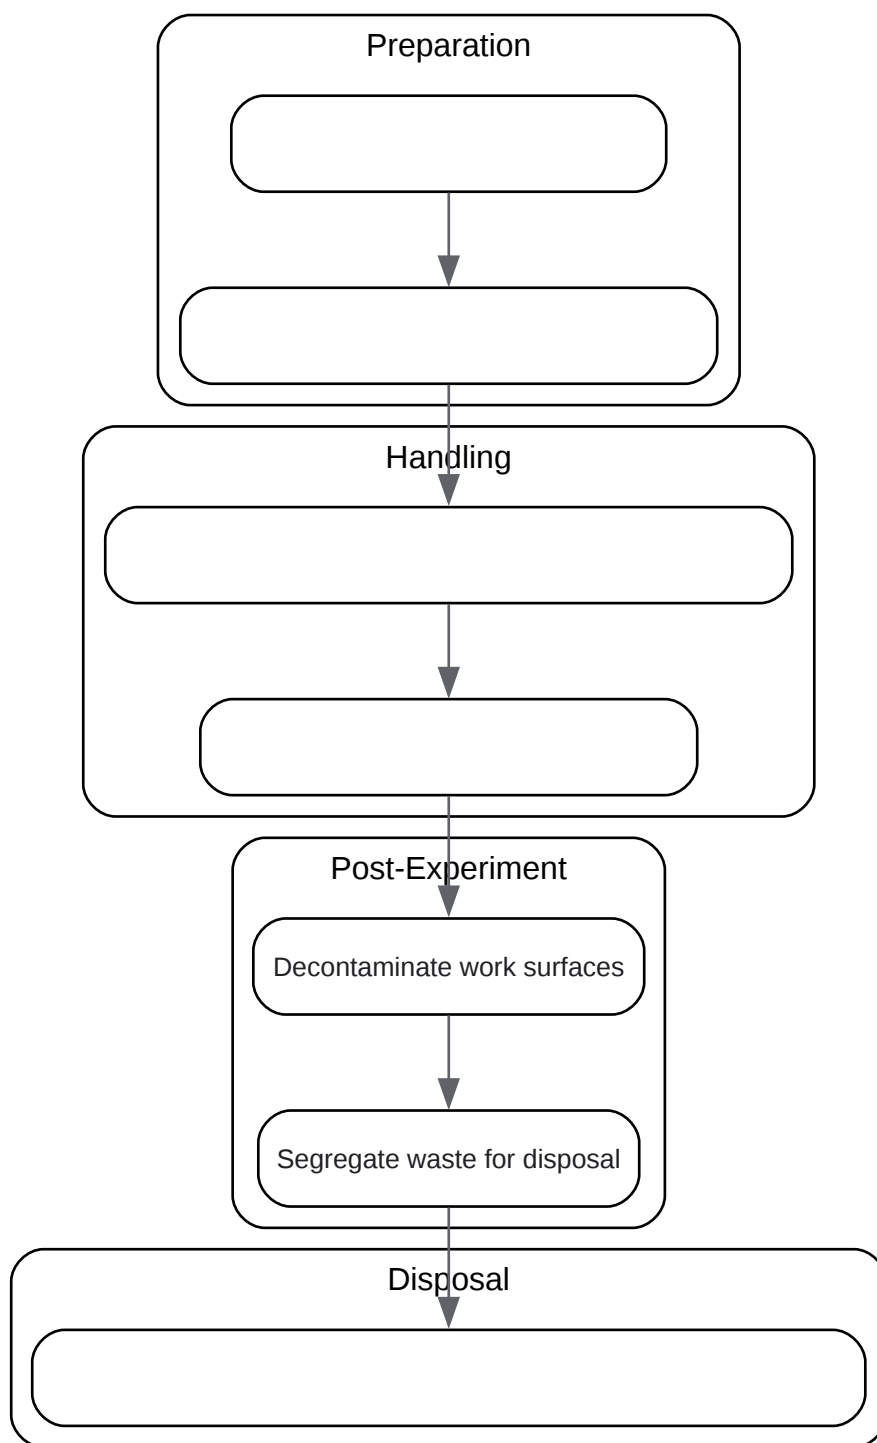 Preparation
Handling
Post-Experiment
Decontaminate work surfaces
Segregate waste for disposal
Disposal